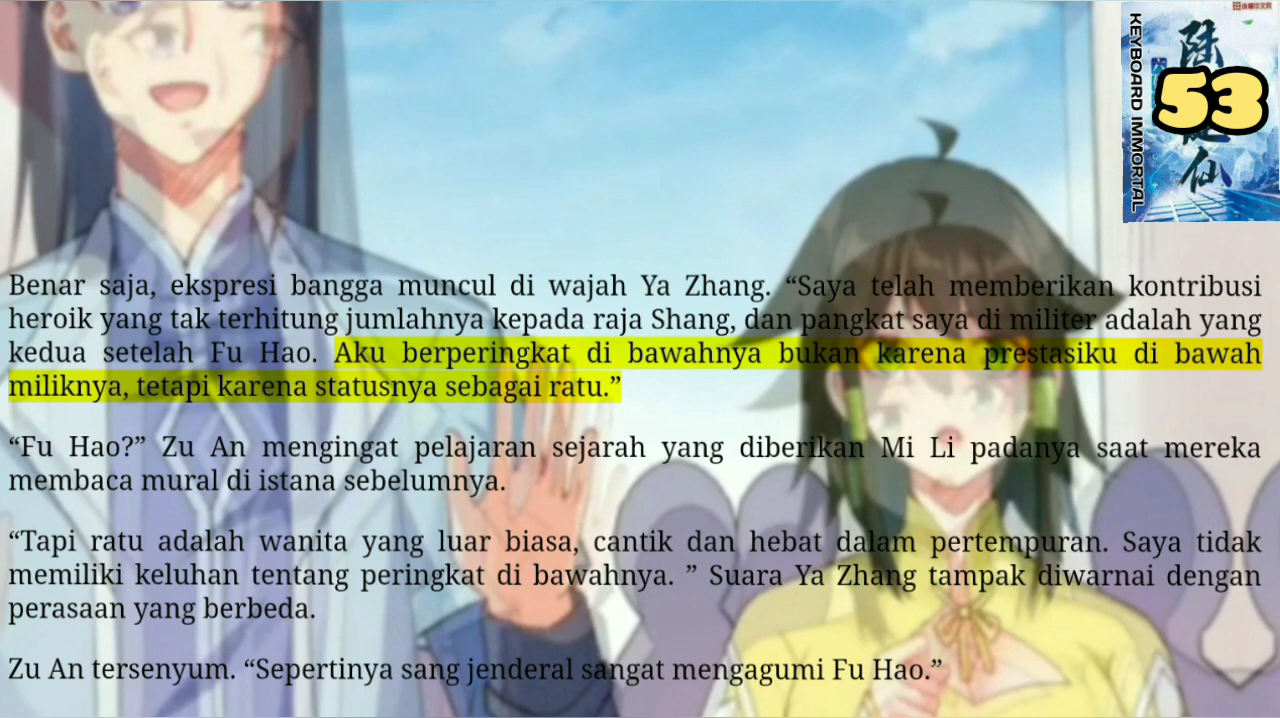 KEYBOARD IMMORTAL
53
Benar saja, ekspresi bangga muncul di wajah Ya Zhang. “Saya telah memberikan kontribusi
heroik yang tak terhitung jumlahnya kepada raja Shang, dan pangkat saya di militer adalah yang
kedua setelah Fu Hao. Aku berperingkat di bawahnya bukan karena prestasiku di bawah
miliknya, tetapi karena statusnya sebagai ratu.”
“Fu Hao?” Zu An mengingat pelajaran sejarah yang diberikan Mi Li padanya saat mereka
membaca mural di istana sebelumnya.
“Tapi ratu adalah wanita yang luar biasa, cantik dan hebat dalam pertempuran. Saya tidak
memiliki keluhan tentang peringkat di bawahnya. ” Suara Ya Zhang tampak diwarnai dengan
perasaan yang berbeda.
Zu An tersenyum. “Sepertinya sang jenderal sangat mengagumi Fu Hao.”